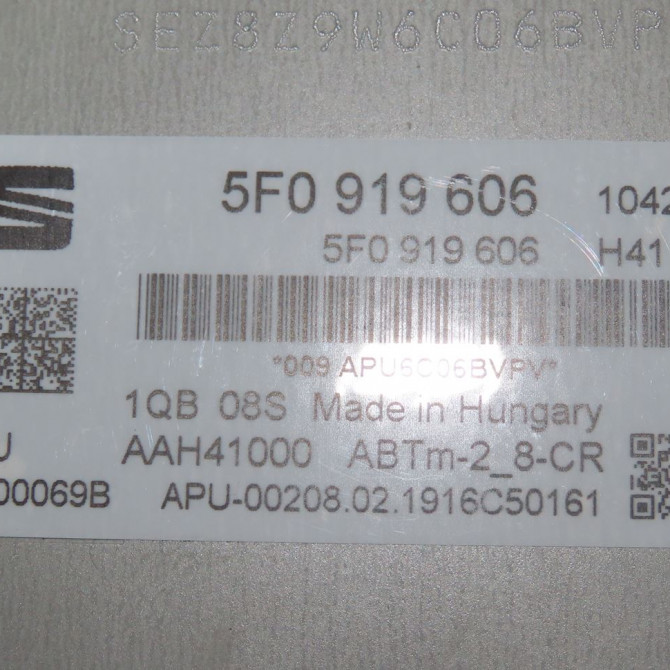 SEZ8Z9W6C06BVP
5F0 919 606 1042
5F0 919 606 H41
*009 APU6C06BVPV*
1QB 08S Made in Hungary
U AAH41000 ABTm-2_8-CR
00069B APU-00208.02.1916C50161